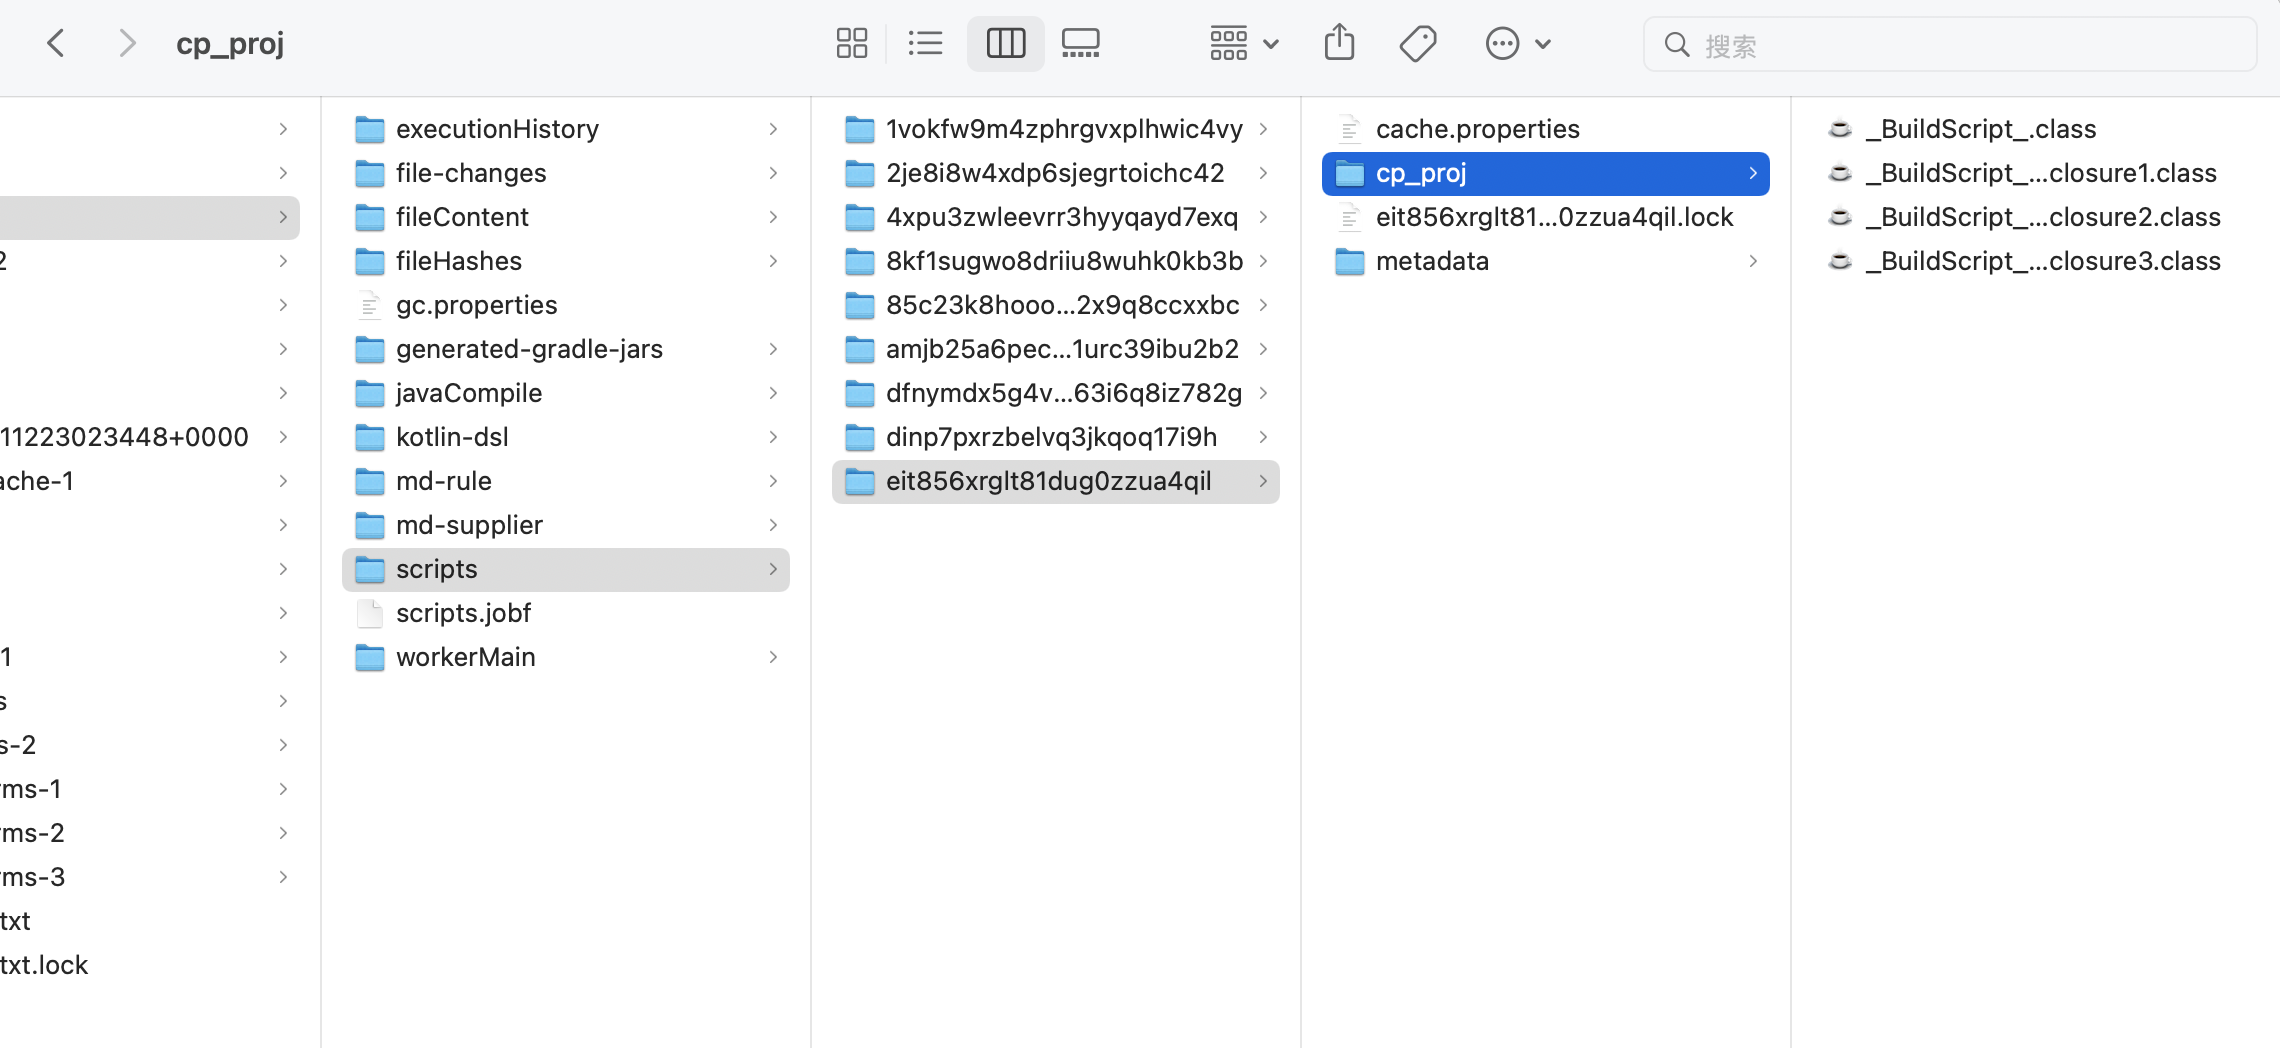 cp_proj
搜索
2
11223023448+0000
ache-1
1
s
s-2
rms-1
rms-2
rms-3
txt
txt.lock
executionHistory
file-changes
fileContent
fileHashes
gc.properties
generated-gradle-jars
javaCompile
kotlin-dsl
md-rule
md-supplier
scripts
scripts.jobf
workerMain
1vokfw9m4zphrgvxplhwic4vy
2je8i8w4xdp6sjegrtoichc42
4xpu3zwleevrr3hyyqayd7exq
8kf1sugwo8driiu8wuhk0kb3b
85c23k8hooo...2x9q8ccxxbc
amjb25a6pec...1urc39ibu2b2
dfnymdx5g4v...63i6q8iz782g
dinp7pxrzbelvq3jkqoq17i9h
eit856xrglt81dug0zzua4qil
cache.properties
cp_proj
eit856xrglt81...0zzua4qil.lock
metadata
_BuildScript_.class
_BuildScript_...closure1.class
_BuildScript_...closure2.class
_BuildScript_...closure3.class